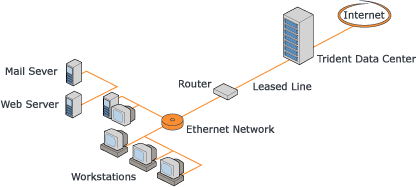 Internet
Trident Data Center
Mail Sever
Router
Leased Line
Web Server
Ethernet Network
Workstations